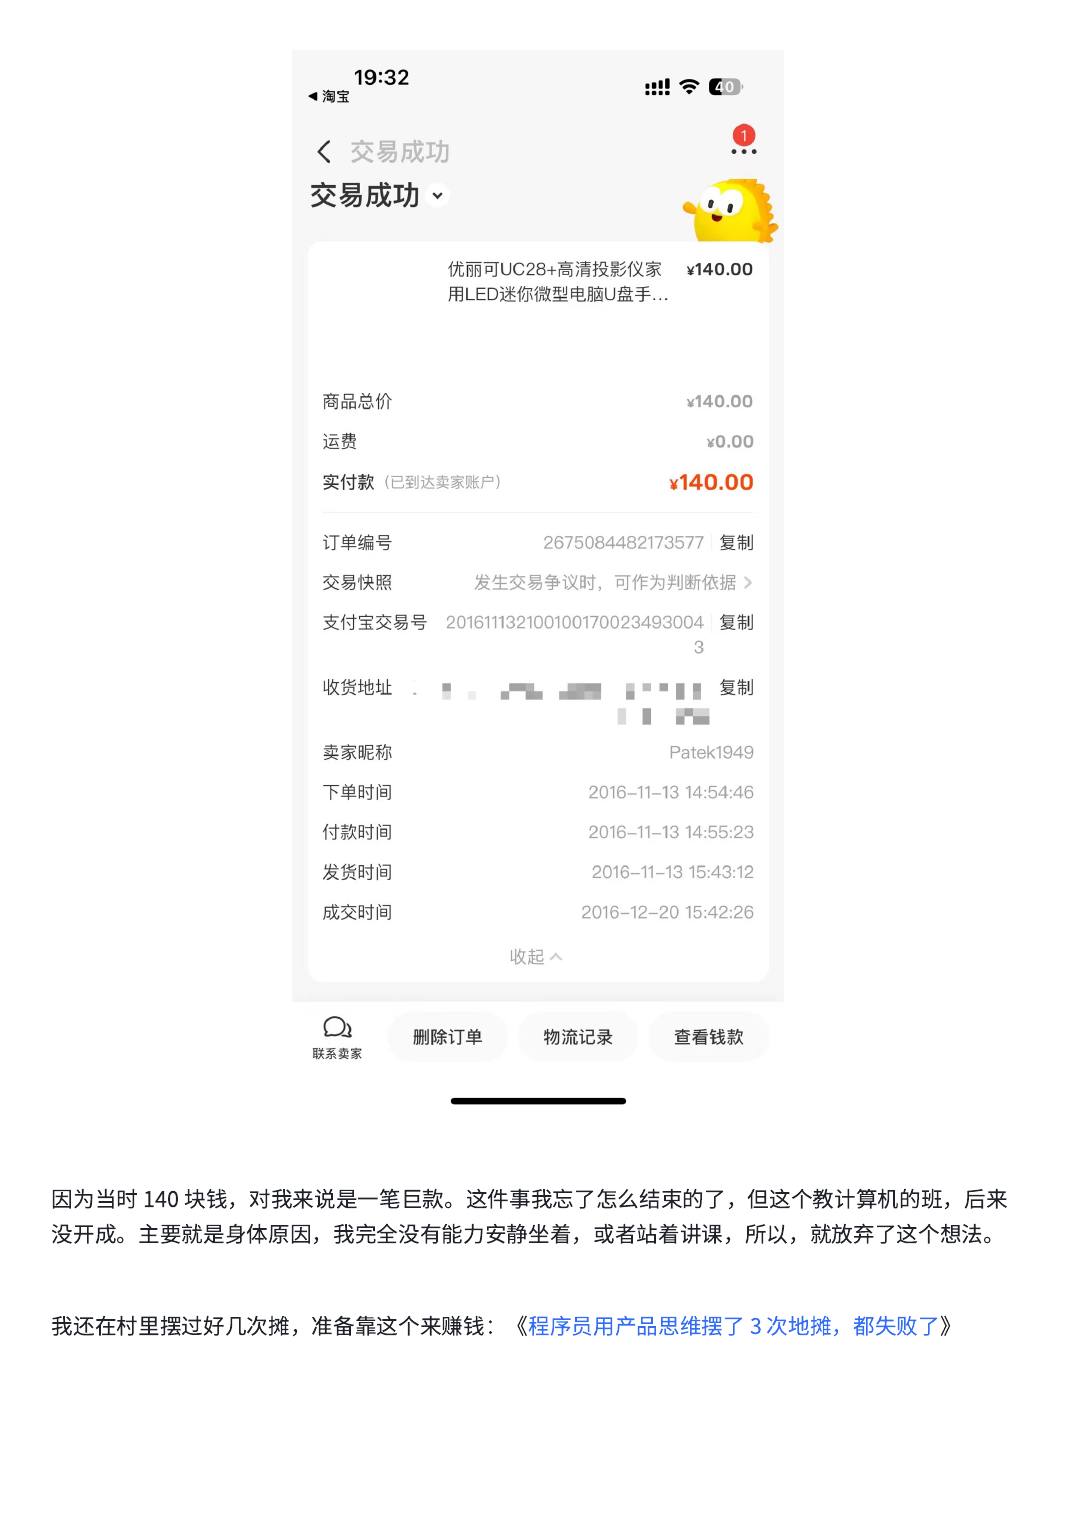 19:32
40
◀ 淘宝
交易成功
1
交易成功
优丽可UC28+高清投影仪家 ¥140.00
用LED迷你微型电脑U盘手...
商品总价 ¥140.00
运费 ¥0.00
实付款 (已到达卖家账户) ¥140.00
订单编号 2675084482173577 复制
交易快照 发生交易争议时，可作为判断依据 >
支付宝交易号 2016111321001001700234930004 复制
3
收货地址 复制
卖家昵称 Patek1949
下单时间 2016-11-13 14:54:46
付款时间 2016-11-13 14:55:23
发货时间 2016-11-13 15:43:12
成交时间 2016-12-20 15:42:26
收起
联系卖家 删除订单 物流记录 查看钱款
因为当时 140 块钱，对我来说是一笔巨款。这件事我忘了怎么结束的了，但这个教计算机的班，后来
没开成。主要就是身体原因，我完全没有能力安静坐着，或者站着讲课，所以，就放弃了这个想法。
我还在村里摆过好几次摊，准备靠这个来赚钱：《程序员用产品思维摆了 3 次地摊，都失败了》